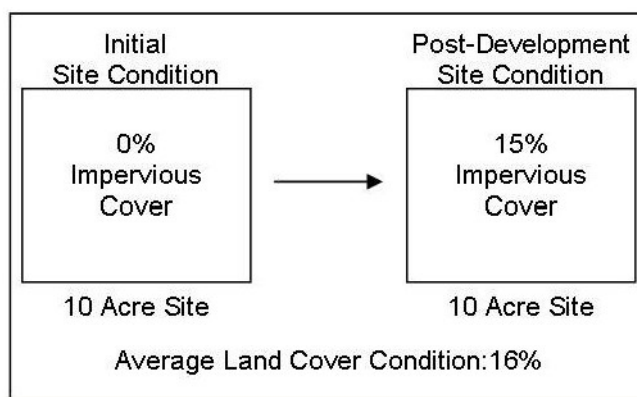 Initial
Site Condition
0%
Impervious
Cover
10 Acre Site
Post-Development
Site Condition
15%
Impervious
Cover
10 Acre Site
Average Land Cover Condition:16%